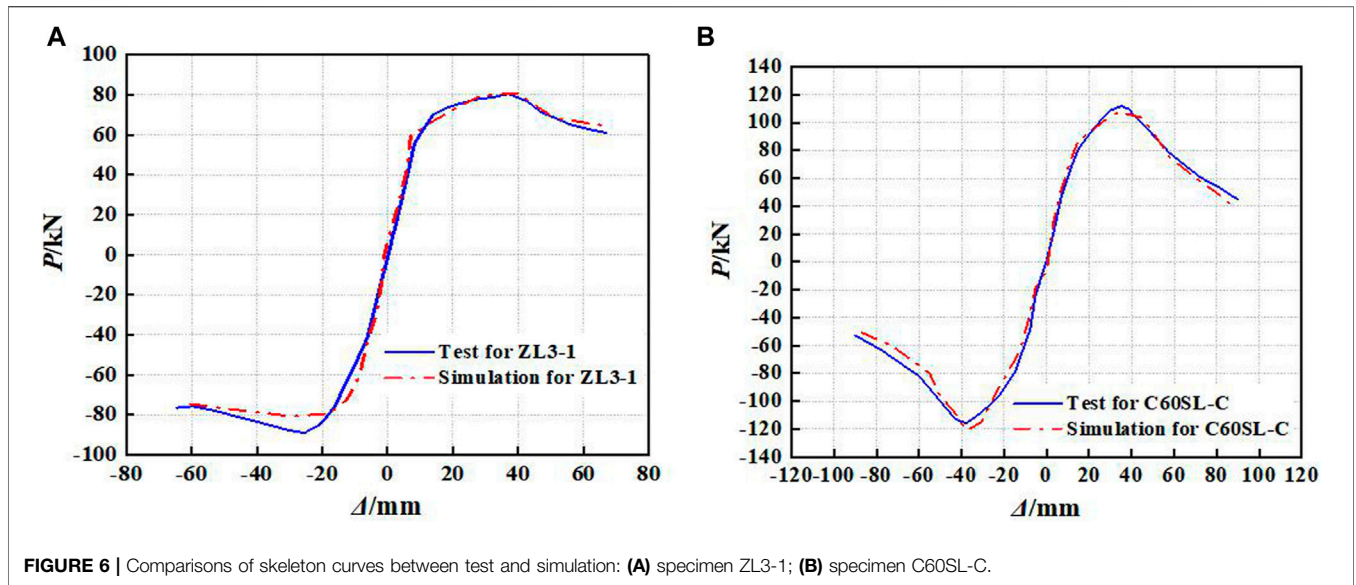 A
100
80
60
40
20
0
-20
-40
-60
-80
-100
P/kN
-80 -60 -40 -20 0 20 40 60 80
Δ/mm
Test for ZL3-1
Simulation for ZL3-1
B
140
120
100
80
60
40
20
0
-20
-40
-60
-80
-100
-120
-140
P/kN
-120 -100 -80 -60 -40 -20 0 20 40 60 80 100 120
Δ/mm
Test for C60SL-C
Simulation for C60SL-C
FIGURE 6 | Comparisons of skeleton curves between test and simulation: (A) specimen ZL3-1; (B) specimen C60SL-C.